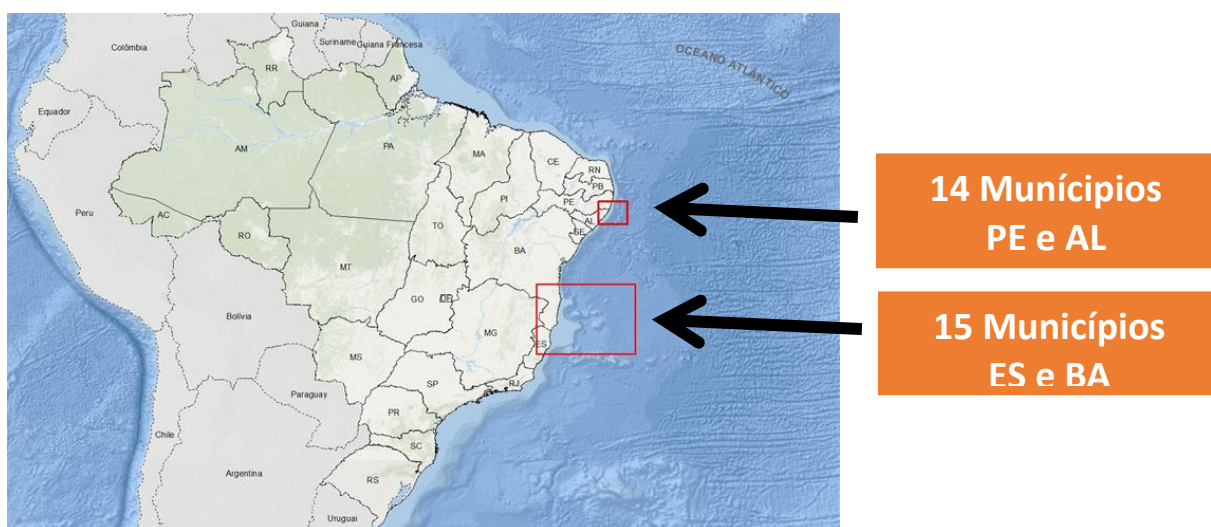 Guiana
Colômbia
Suriname
Guiana Francesa
OCEANO ATLÂNTICO
RR
AP
Equador
AM
PA
MA
CE
RN
PB
PI
PE
AL
SE
Peru
AC
RO
TO
BA
MT
GO
DF
Bolívia
MG
ES
MS
SP
RJ
Paraguay
PR
Chile
SC
Argentina
RS
Uruguai
14 Munícipios
PE e AL
15 Municípios
ES e BA